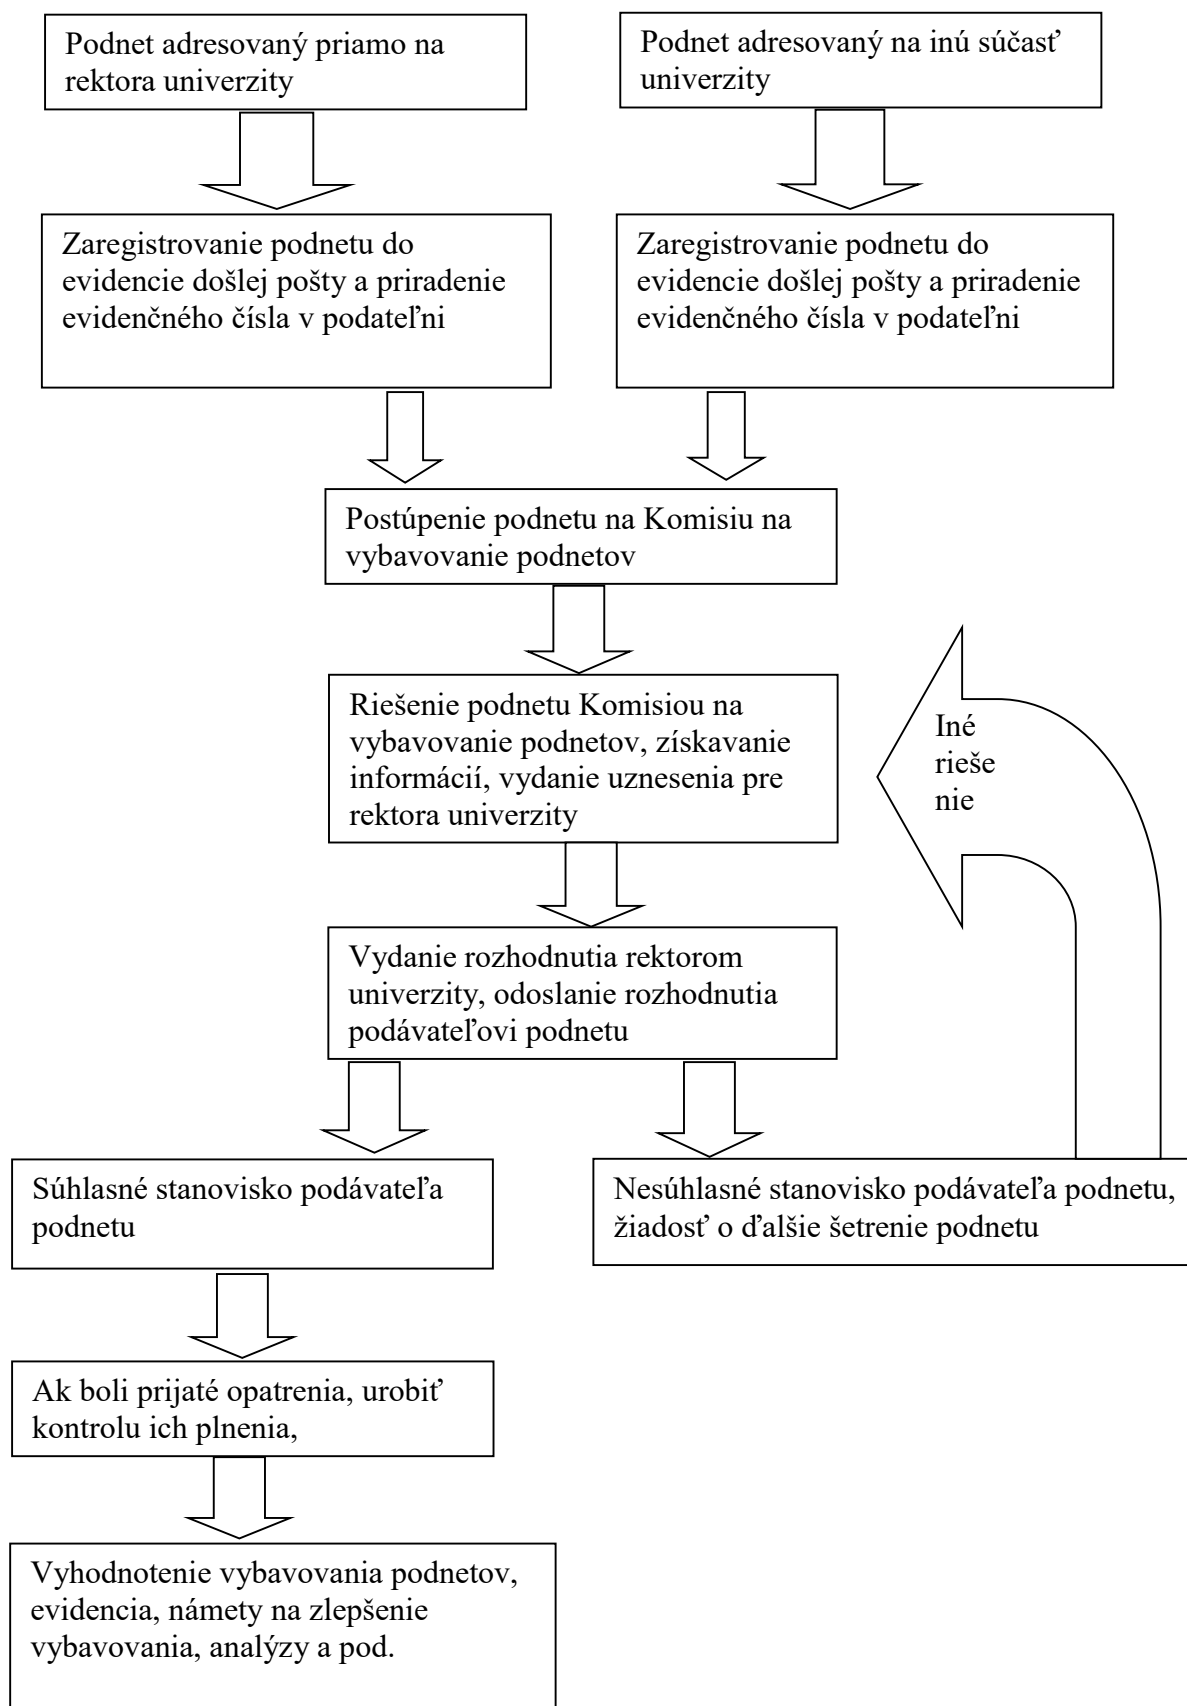 Podnet adresovaný priamo na
rektora univerzity
Podnet adresovaný na inú súčasť
univerzity
Zaregistrovanie podnetu do
evidencie došlej pošty a priradenie
evidenčného čísla v podateľni
Zaregistrovanie podnetu do
evidencie došlej pošty a priradenie
evidenčného čísla v podateľni
Postúpenie podnetu na Komisiu na
vybavovanie podnetov
Riešenie podnetu Komisiou na
vybavovanie podnetov, získavanie
informácií, vydanie uznesenia pre
rektora univerzity
Iné
rieše
nie
Vydanie rozhodnutia rektorom
univerzity, odoslanie rozhodnutia
podávateľovi podnetu
Súhlasné stanovisko podávateľa
podnetu
Nesúhlasné stanovisko podávateľa podnetu,
žiadosť o ďalšie šetrenie podnetu
Ak boli prijaté opatrenia, urobiť
kontrolu ich plnenia,
Vyhodnotenie vybavovania podnetov,
evidencia, námety na zlepšenie
vybavovania, analýzy a pod.